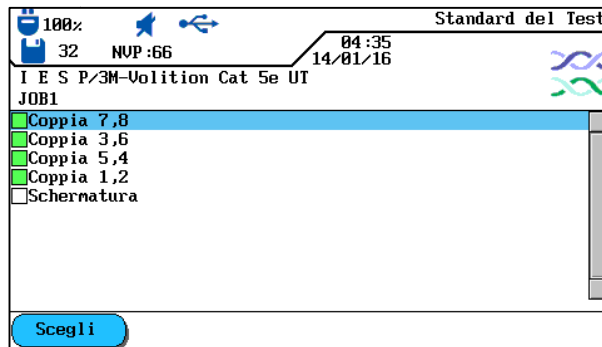 100%
Standard del Test
32 NVP:66
04:35
14/01/16
I E S P/3M-Volition Cat 5e UT
JOB1
Coppia 7,8
Coppia 3,6
Coppia 5,4
Coppia 1,2
Schermatura
Scegli